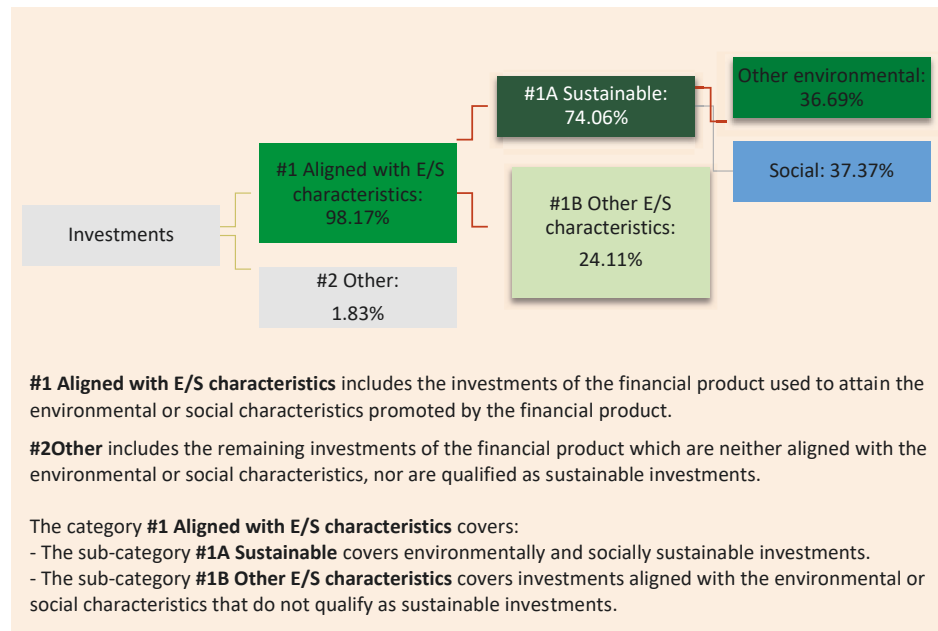 Investments
#1 Aligned with E/S
characteristics:
98.17%
#2 Other:
1.83%
#1A Sustainable:
74.06%
#1B Other E/S
characteristics:
24.11%
Other environmental:
36.69%
Social: 37.37%
#1 Aligned with E/S characteristics includes the investments of the financial product used to attain the
environmental or social characteristics promoted by the financial product.
#2Other includes the remaining investments of the financial product which are neither aligned with the
environmental or social characteristics, nor are qualified as sustainable investments.
The category #1 Aligned with E/S characteristics covers:
- The sub-category #1A Sustainable covers environmentally and socially sustainable investments.
- The sub-category #1B Other E/S characteristics covers investments aligned with the environmental or
social characteristics that do not qualify as sustainable investments.